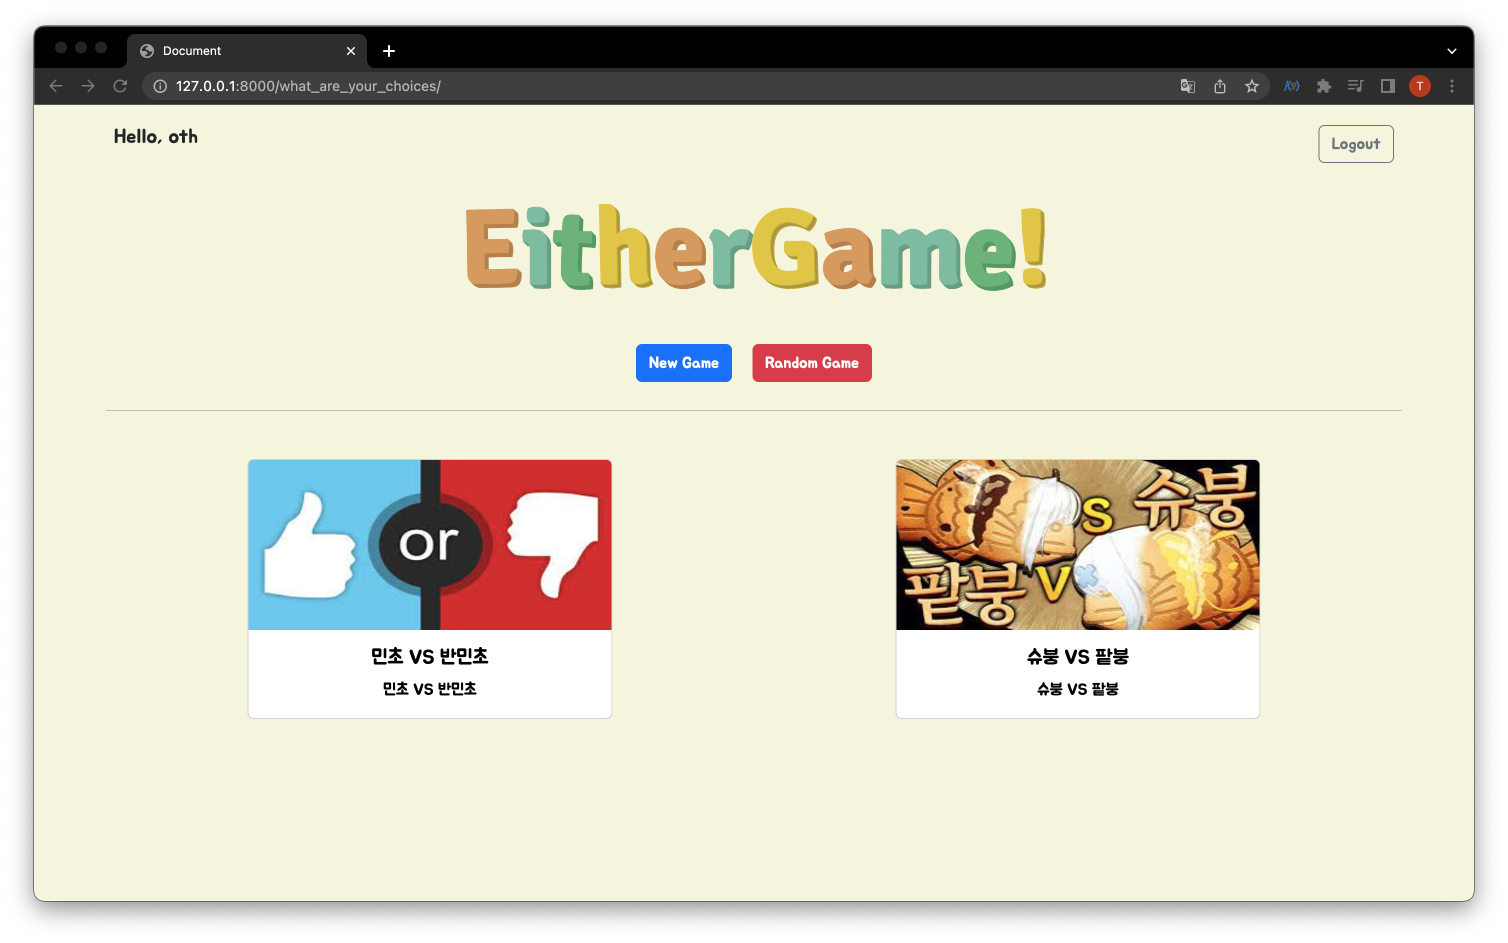 Document
127.0.0.1:8000/what_are_your_choices/
T
Hello, oth
Logout
EitherGame!
New Game
Random Game
or
슈붕
VS
팥붕
민초 VS 반민초
민초 VS 반민초
슈붕 VS 팥붕
슈붕 VS 팥붕